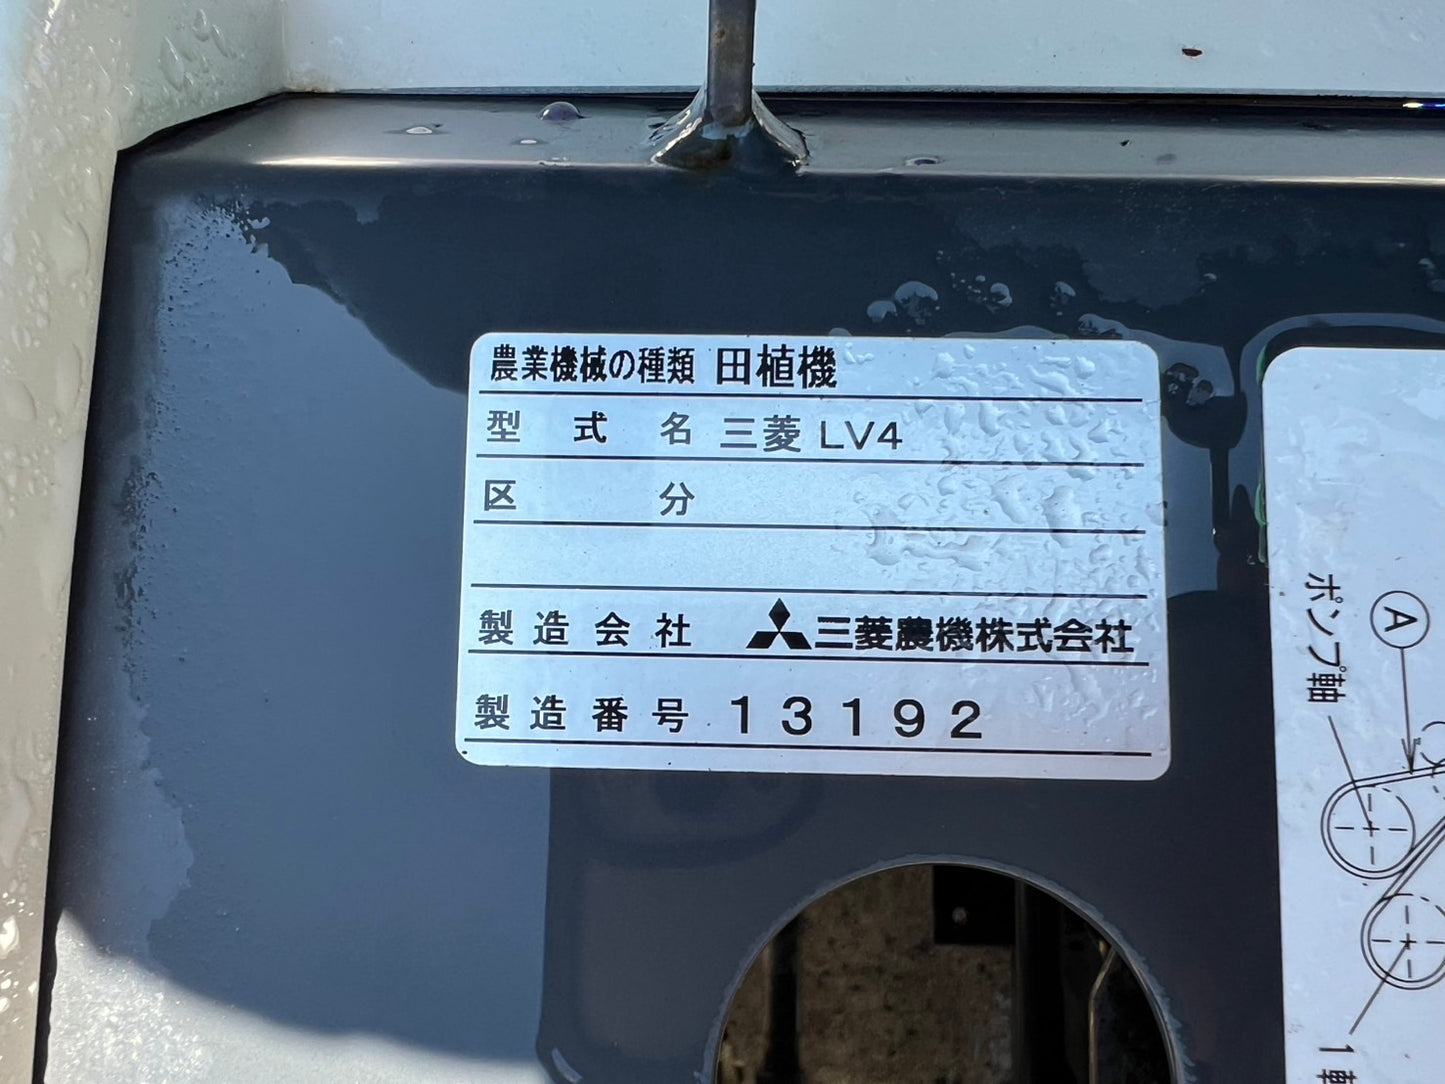 農業機械の種類 田植機
型式名 三菱 LV4
区分
製造会社 三菱農機株式会社
製造番号 13192
A
ポンプ軸
1軸